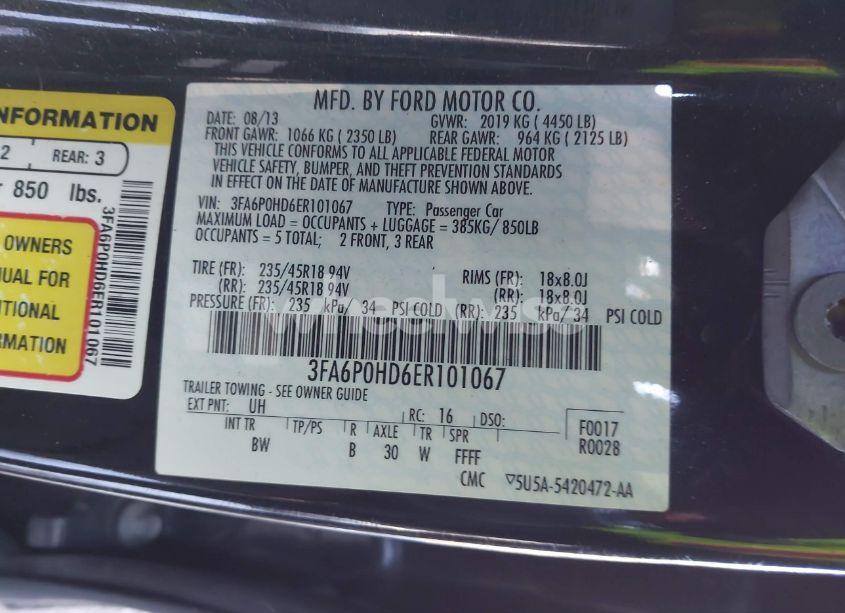 NFORMATION
2 REAR: 3
850 lbs.
3FA6P0HD6ER101067
OWNERS
UAL FOR
ITIONAL
RMATION
MFD. BY FORD MOTOR CO.
DATE: 08/13 GVWR: 2019 KG ( 4450 LB)
FRONT GAWR: 1066 KG ( 2350 LB) REAR GAWR: 964 KG ( 2125 LB)
THIS VEHICLE CONFORMS TO ALL APPLICABLE FEDERAL MOTOR
VEHICLE SAFETY, BUMPER, AND THEFT PREVENTION STANDARDS
IN EFFECT ON THE DATE OF MANUFACTURE SHOWN ABOVE.
VIN: 3FA6P0HD6ER101067 TYPE: Passenger Car
MAXIMUM LOAD = OCCUPANTS + LUGGAGE = 385KG/ 850LB
OCCUPANTS = 5 TOTAL; 2 FRONT, 3 REAR
TIRE (FR): 235/45R18 94V RIMS (FR): 18x8.0J
(RR): 235/45R18 94V (RR): 18x8.0J
PRESSURE (FR): 235 kPa/ 34 PSI COLD (RR): 235 kPa/ 34 PSI COLD
3FA6P0HD6ER101067
TRAILER TOWING - SEE OWNER GUIDE
EXT PNT: UH RC: 16 DSO: F0017
R0028
INT TR TP/PS R AXLE TR SPR
BW B 30 W FFFF
CMC 5U5A-5420472-AA